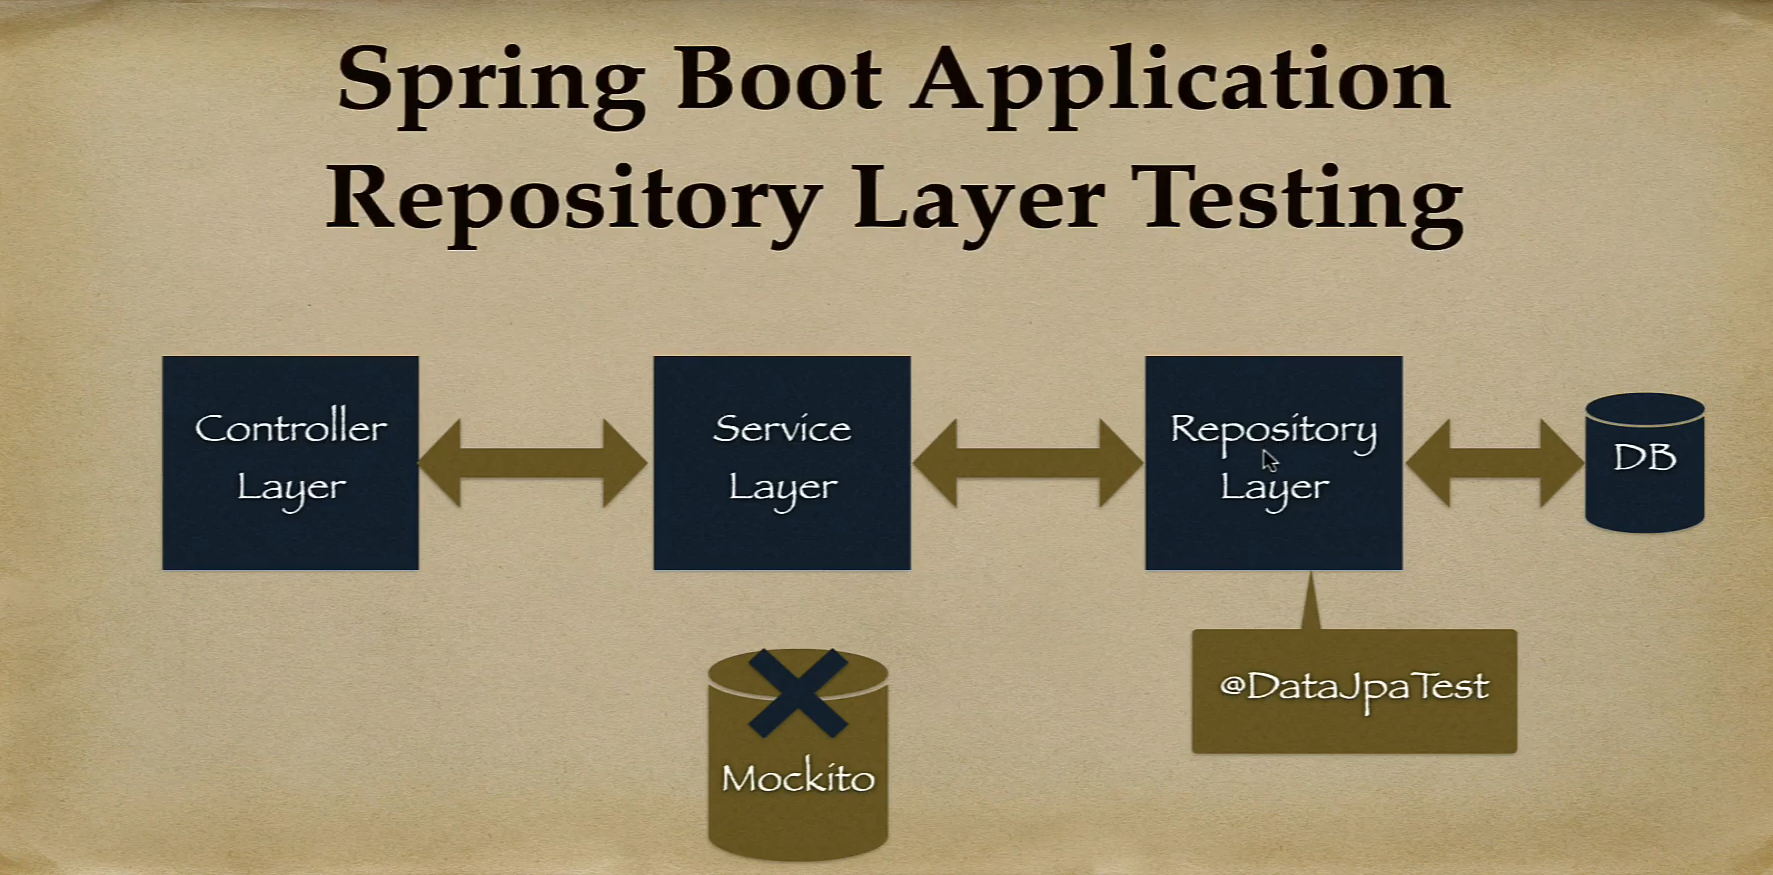 Spring Boot Application
Repository Layer Testing
Controller
Layer
Service
Layer
Repository
Layer
DB
@DataJpaTest
Mockito